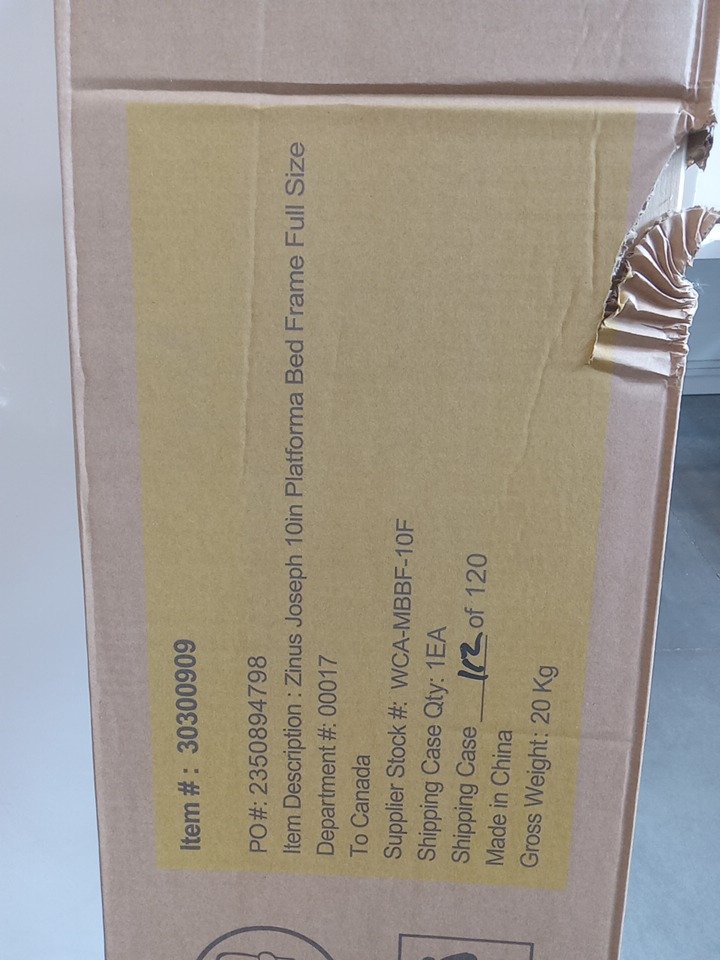 Item # : 30300909
PO#: 2350894798
Item Description : Zinus Joseph 10in Platforma Bed Frame Full Size
Department #: 00017
To Canada
Supplier Stock #: WCA-MBBF-10F
Shipping Case Qty: 1EA
Shipping Case 112 of 120
Made in China
Gross Weight: 20 Kg